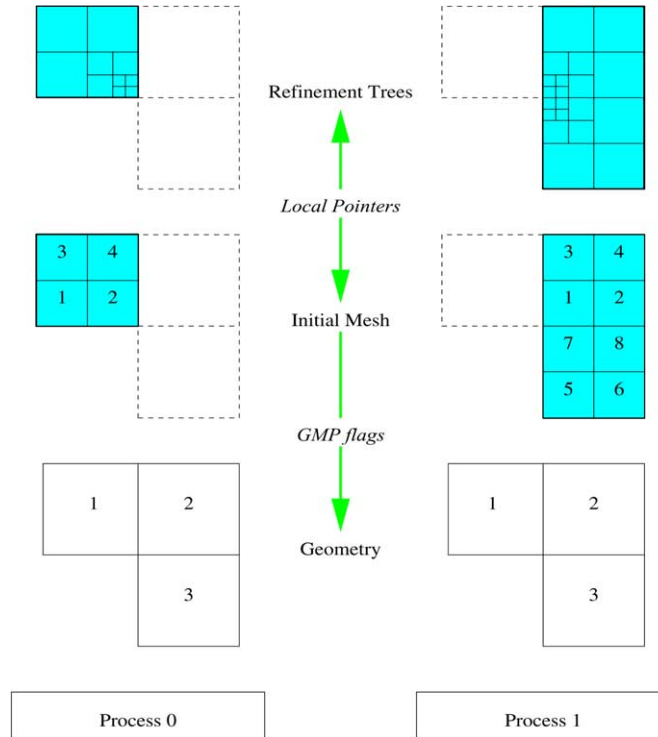 Refinement Trees
Local Pointers
3 4
3 4
1 2
1 2
Initial Mesh
7 8
5 6
GMP flags
1 2
1 2
Geometry
3
3
Process 0
Process 1